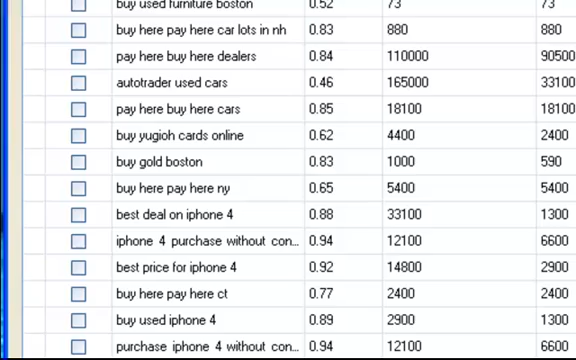 buy used furniture boston 0.52 73 73
buy here pay here car lots in nh 0.83 880 880
pay here buy here dealers 0.84 110000 90500
autotrader used cars 0.46 165000 33100
pay here buy here cars 0.85 18100 18100
buy yugioh cards online 0.62 4400 2400
buy gold boston 0.83 1000 590
buy here pay here ny 0.65 5400 5400
best deal on iphone 4 0.88 33100 1300
iphone 4 purchase without con... 0.94 12100 6600
best price for iphone 4 0.92 14800 2900
buy here pay here ct 0.77 2400 2400
buy used iphone 4 0.89 2900 1300
purchase iphone 4 without con... 0.94 12100 6600